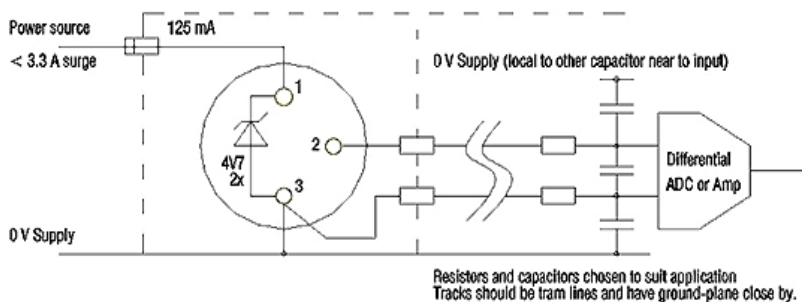 Power source
125 mA
< 3.3 A surge
0 V Supply (local to other capacitor near to input)
1
2
4V7
2x
3
Differential
ADC or Amp
0 V Supply
Resistors and capacitors chosen to suit application
Tracks should be tram lines and have ground-plane close by.